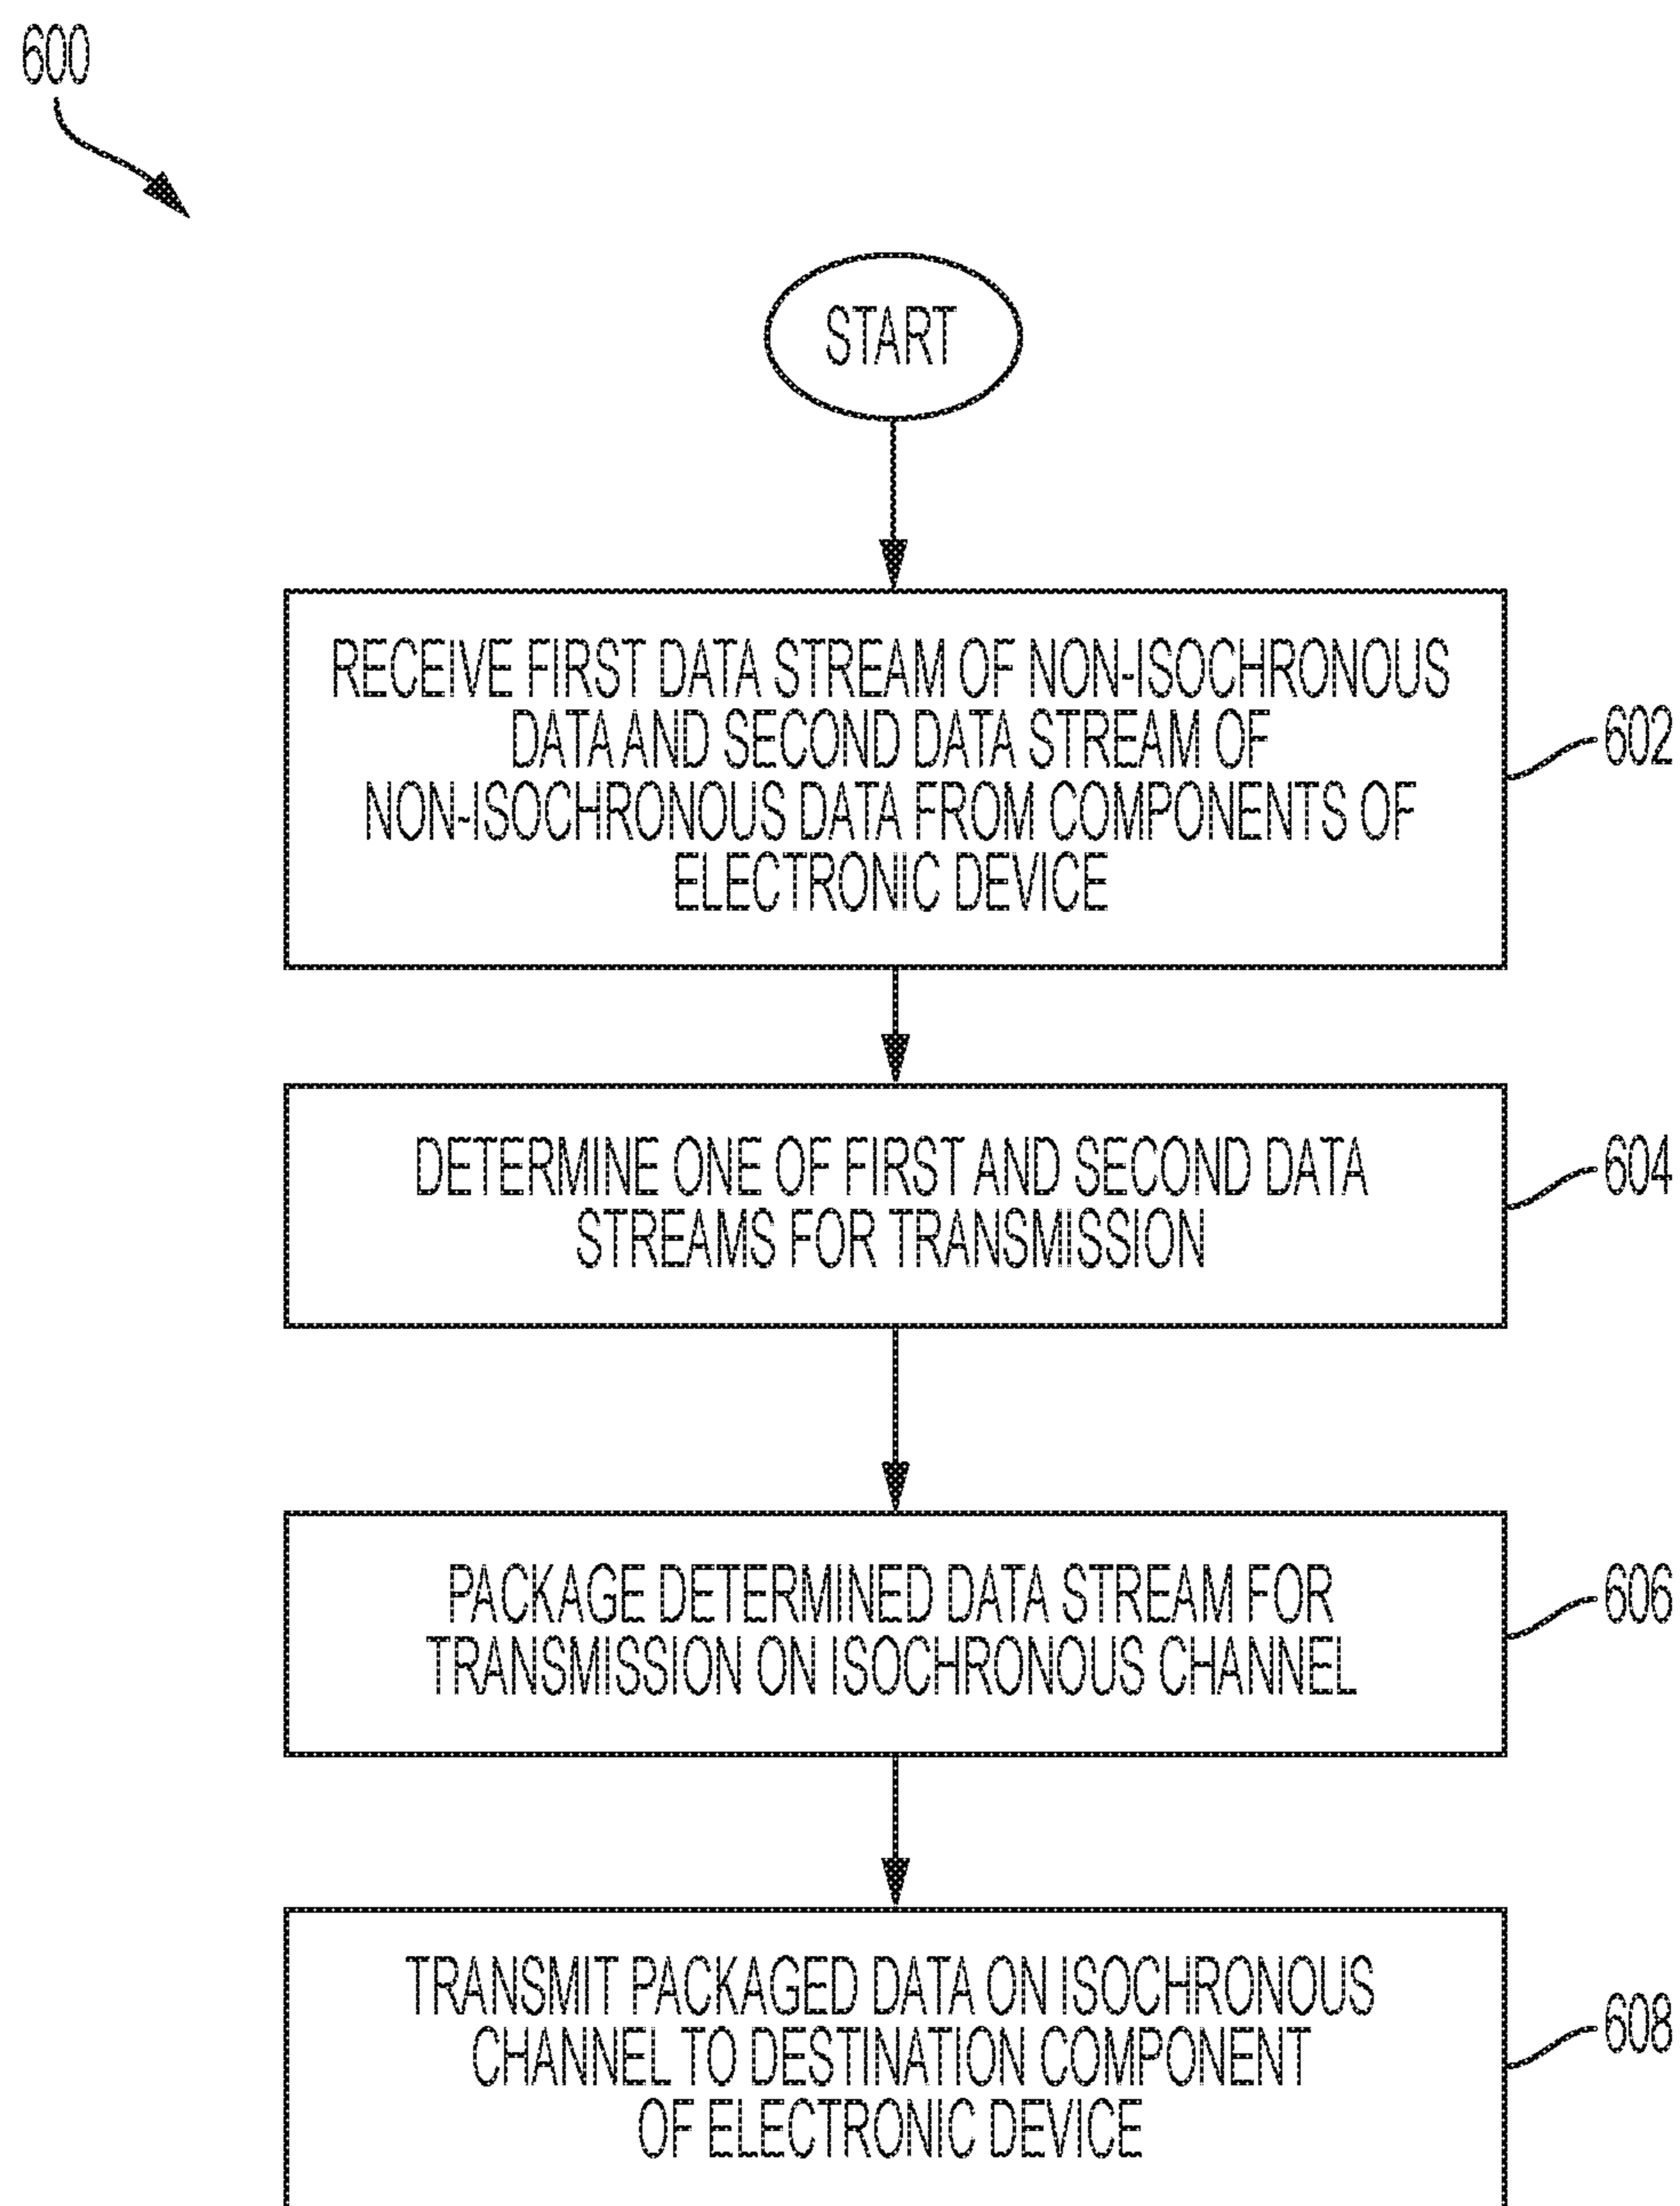 600
START
RECEIVE FIRST DATA STREAM OF NON-ISOCHRONOUS
DATA AND SECOND DATA STREAM OF
NON-ISOCHRONOUS DATA FROM COMPONENTS OF
ELECTRONIC DEVICE
602
DETERMINE ONE OF FIRST AND SECOND DATA
STREAMS FOR TRANSMISSION
604
PACKAGE DETERMINED DATA STREAM FOR
TRANSMISSION ON ISOCHRONOUS CHANNEL
606
TRANSMIT PACKAGED DATA ON ISOCHRONOUS
CHANNEL TO DESTINATION COMPONENT
OF ELECTRONIC DEVICE
608